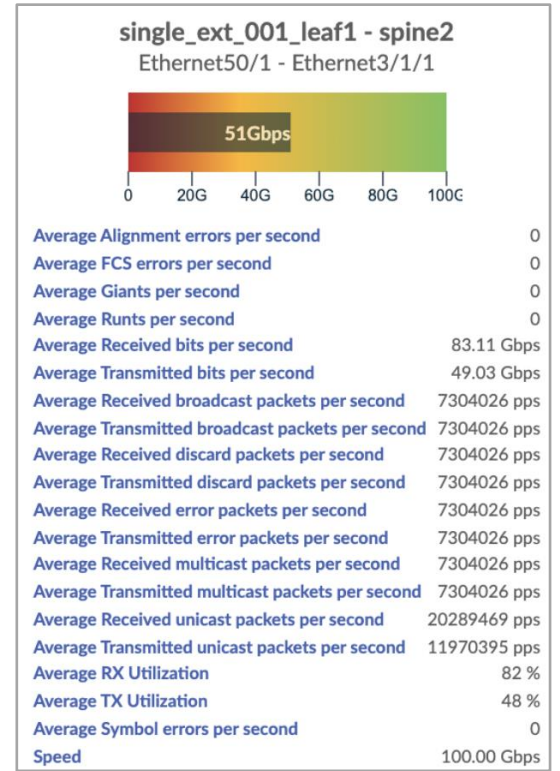 single_ext_001_leaf1 - spine2
Ethernet50/1 - Ethernet3/1/1
51Gbps
0 20G 40G 60G 80G 100G
Average Alignment errors per second 0
Average FCS errors per second 0
Average Giants per second 0
Average Runts per second 0
Average Received bits per second 83.11 Gbps
Average Transmitted bits per second 49.03 Gbps
Average Received broadcast packets per second 7304026 pps
Average Transmitted broadcast packets per second 7304026 pps
Average Received discard packets per second 7304026 pps
Average Transmitted discard packets per second 7304026 pps
Average Received error packets per second 7304026 pps
Average Transmitted error packets per second 7304026 pps
Average Received multicast packets per second 7304026 pps
Average Transmitted multicast packets per second 7304026 pps
Average Received unicast packets per second 20289469 pps
Average Transmitted unicast packets per second 11970395 pps
Average RX Utilization 82 %
Average TX Utilization 48 %
Average Symbol errors per second 0
Speed 100.00 Gbps